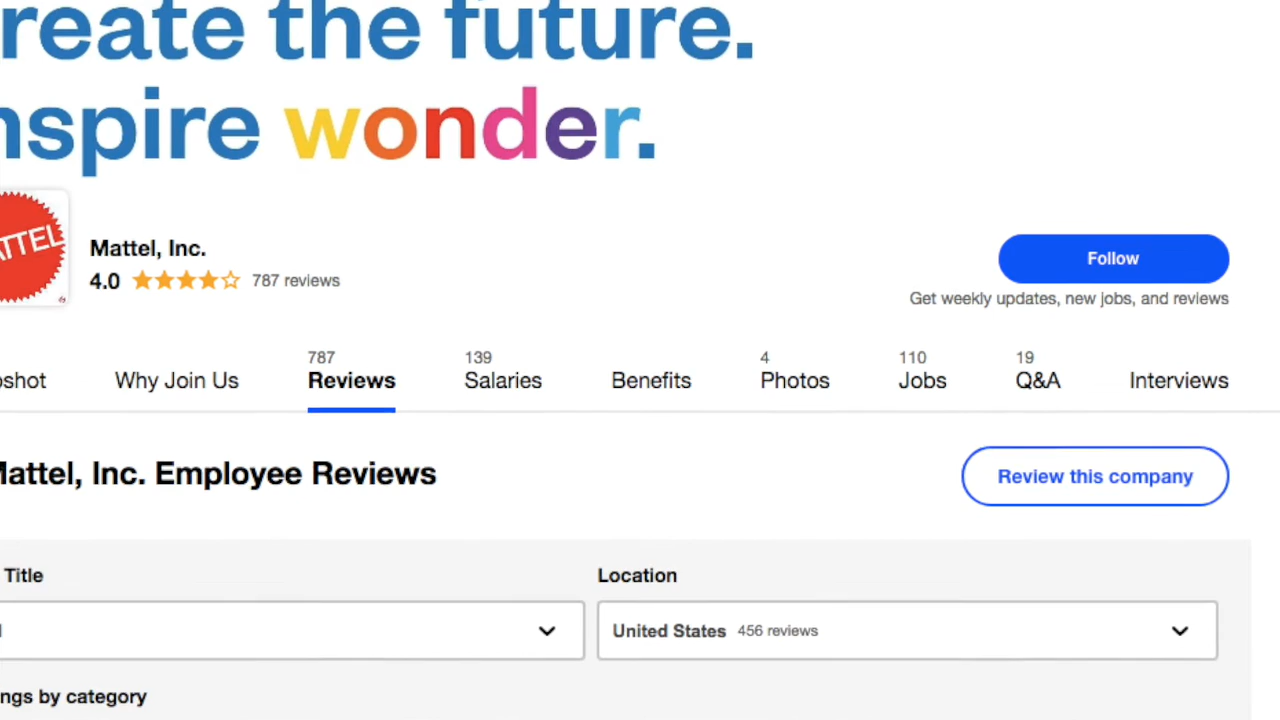 reate the future.
nspire wonder.
ATTEL
Mattel, Inc.
4.0 787 reviews
Follow
Get weekly updates, new jobs, and reviews
787 139 4 110 19
pshot Why Join Us Reviews Salaries Benefits Photos Jobs Q&A Interviews
Mattel, Inc. Employee Reviews
Review this company
Title Location
United States 456 reviews
ngs by category